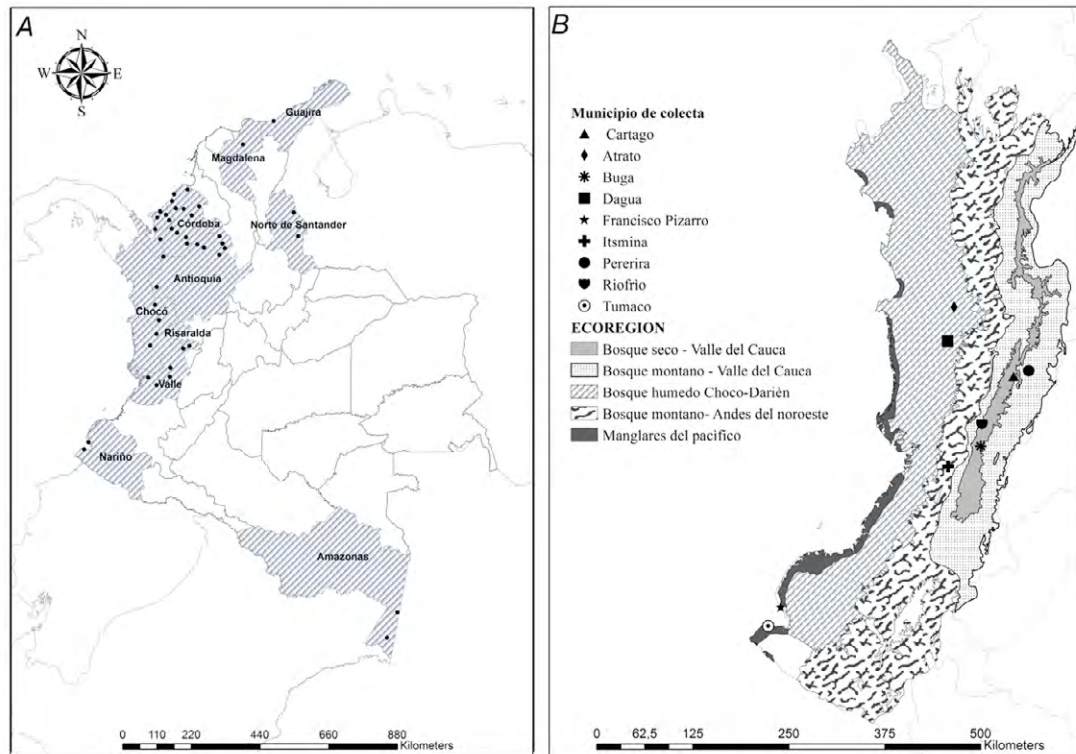 A
N
W E
S
Guajira
Magdalena
Córdoba
Norte de Santander
Antioquia
Chocó
Risaralda
Valle
Nariño
Amazonas
0 110 220 440 660 880
Kilometers
B
Municipio de colecta
Cartago
Atrato
Buga
Dagua
Francisco Pizarro
Itsmina
Pererira
Riofrìo
Tumaco
ECOREGION
Bosque seco - Valle del Cauca
Bosque montano - Valle del Cauca
Bosque humedo Choco-Darièn
Bosque montano- Andes del noroeste
Manglares del pacìfico
0 62,5 125 250 375 500
Kilometers